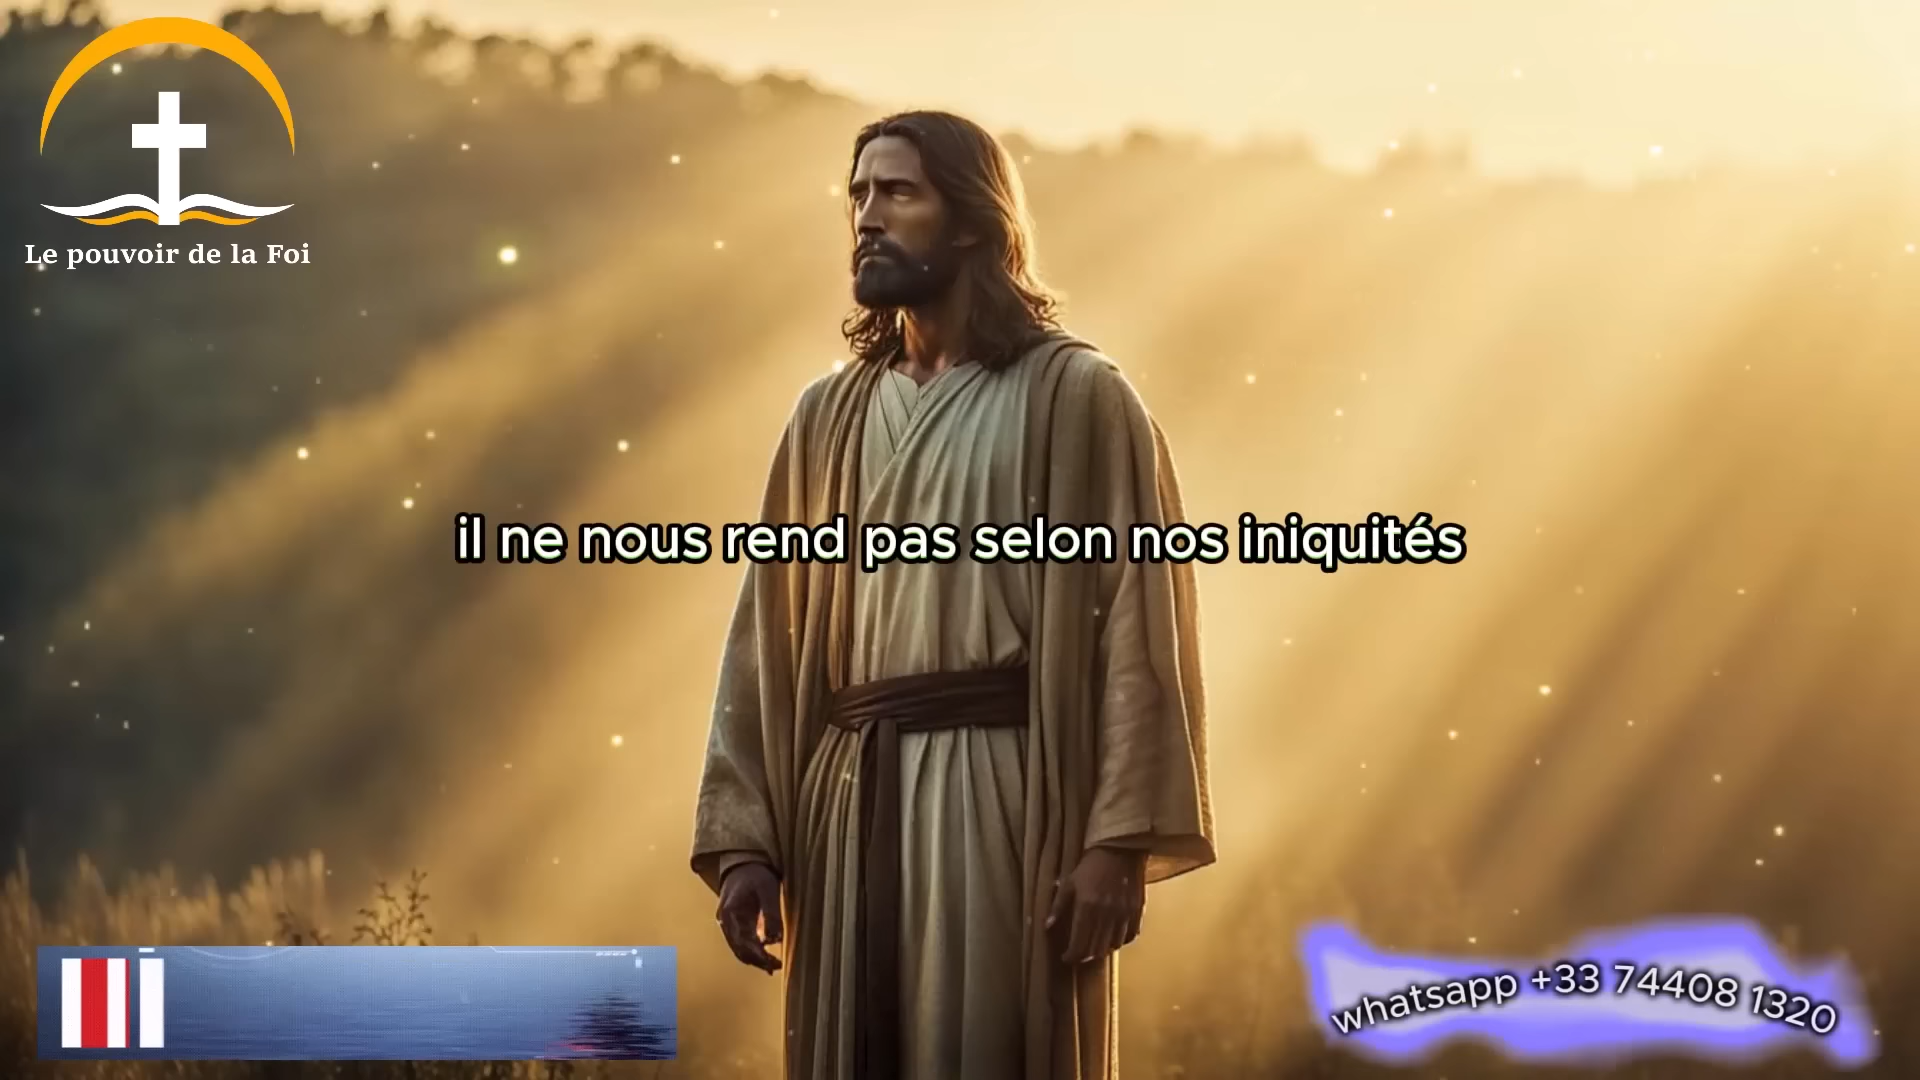 Le pouvoir de la Foi
il ne nous rend pas selon nos iniquités
whatsapp +33 74408 1320